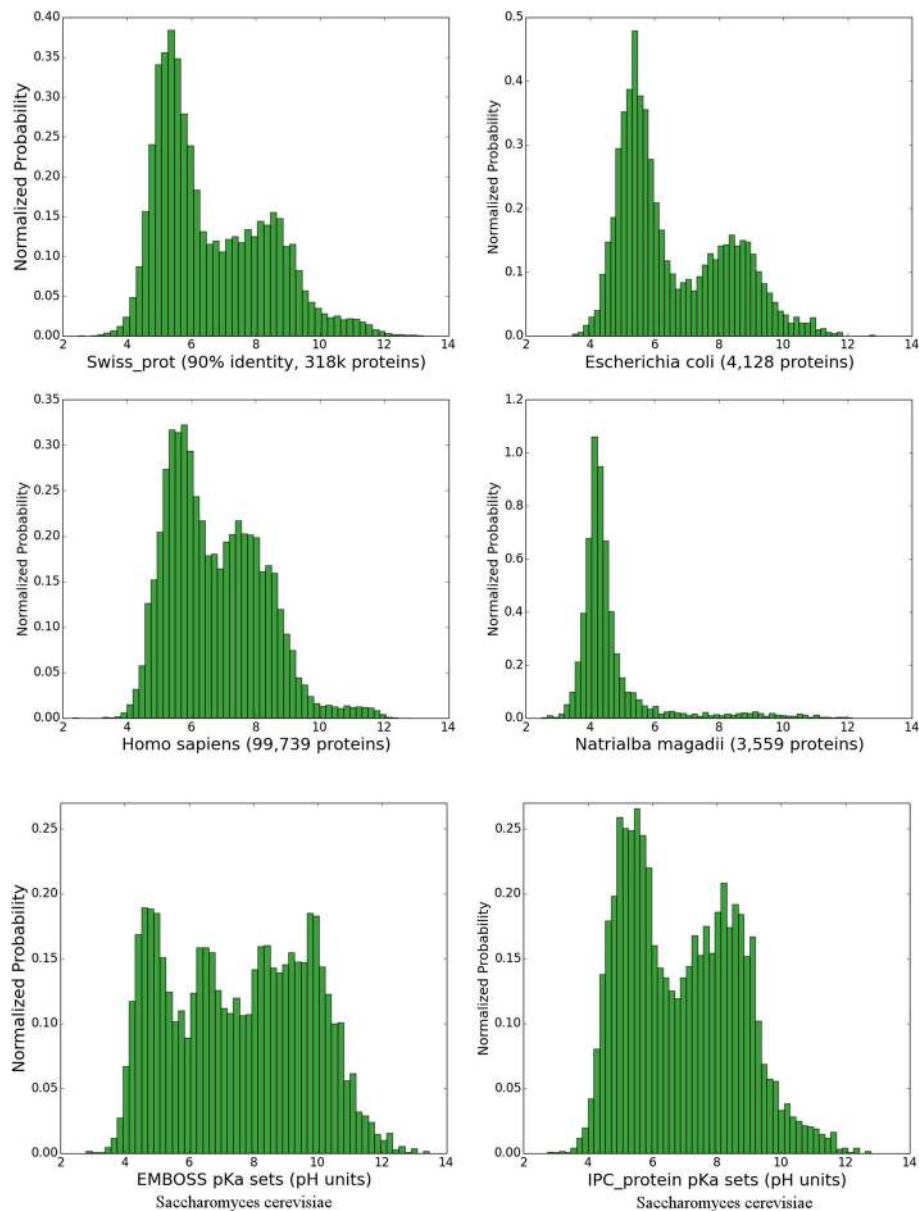 Normalized Probability
0.40
0.35
0.30
0.25
0.20
0.15
0.10
0.05
0.00
2 4 6 8 10 12 14
Swiss_prot (90% identity, 318k proteins)
Normalized Probability
0.5
0.4
0.3
0.2
0.1
0.0
2 4 6 8 10 12 14
Escherichia coli (4,128 proteins)
Normalized Probability
0.35
0.30
0.25
0.20
0.15
0.10
0.05
0.00
2 4 6 8 10 12 14
Homo sapiens (99,739 proteins)
Normalized Probability
1.2
1.0
0.8
0.6
0.4
0.2
0.0
2 4 6 8 10 12 14
Natrialba magadii (3,559 proteins)
Normalized Probability
0.25
0.20
0.15
0.10
0.05
0.00
2 4 6 8 10 12 14
EMBOSS pKa sets (pH units)
Saccharomyces cerevisiae
Normalized Probability
0.25
0.20
0.15
0.10
0.05
0.00
2 4 6 8 10 12 14
IPC_protein pKa sets (pH units)
Saccharomyces cerevisiae